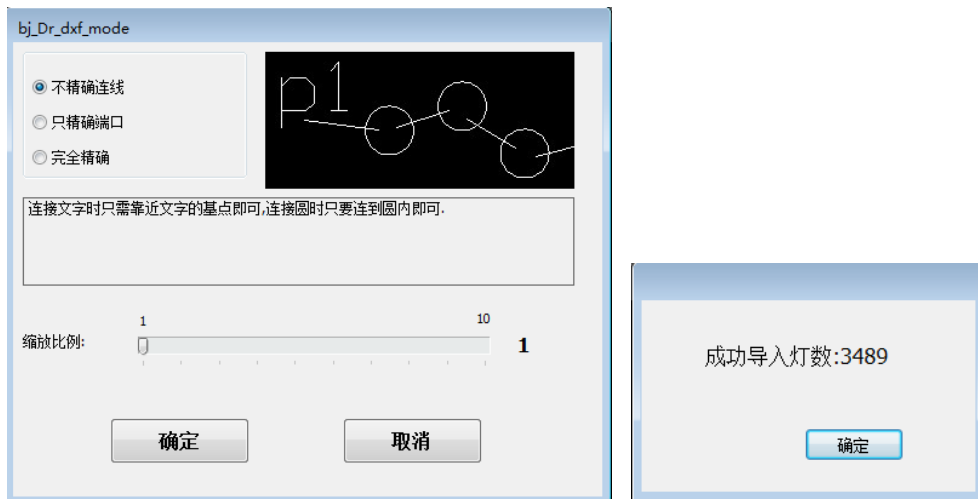 bj_Dr_dxf_mode
不精确连线
只精确端口
完全精确
p1
连接文字时只需靠近文字的基点即可,连接圆时只要连到圆内即可.
缩放比例:
1
10
1
确定
取消
成功导入灯数:3489
确定